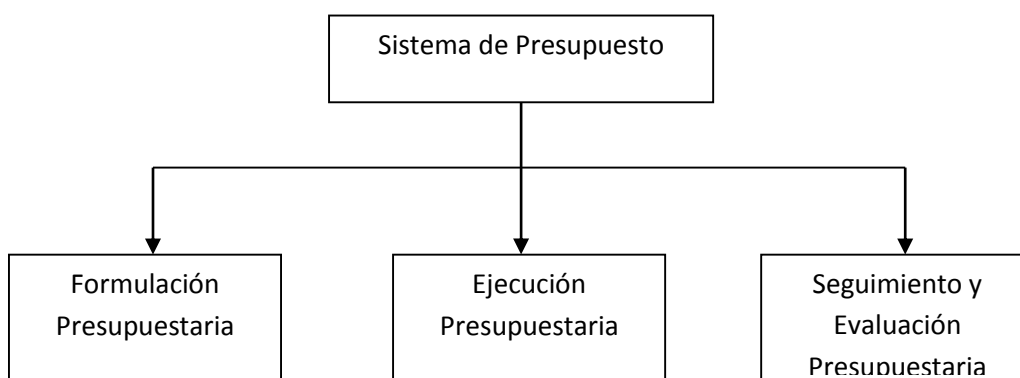 Sistema de Presupuesto
Formulación
Presupuestaria
Ejecución
Presupuestaria
Seguimiento y
Evaluación
Presupuestaria